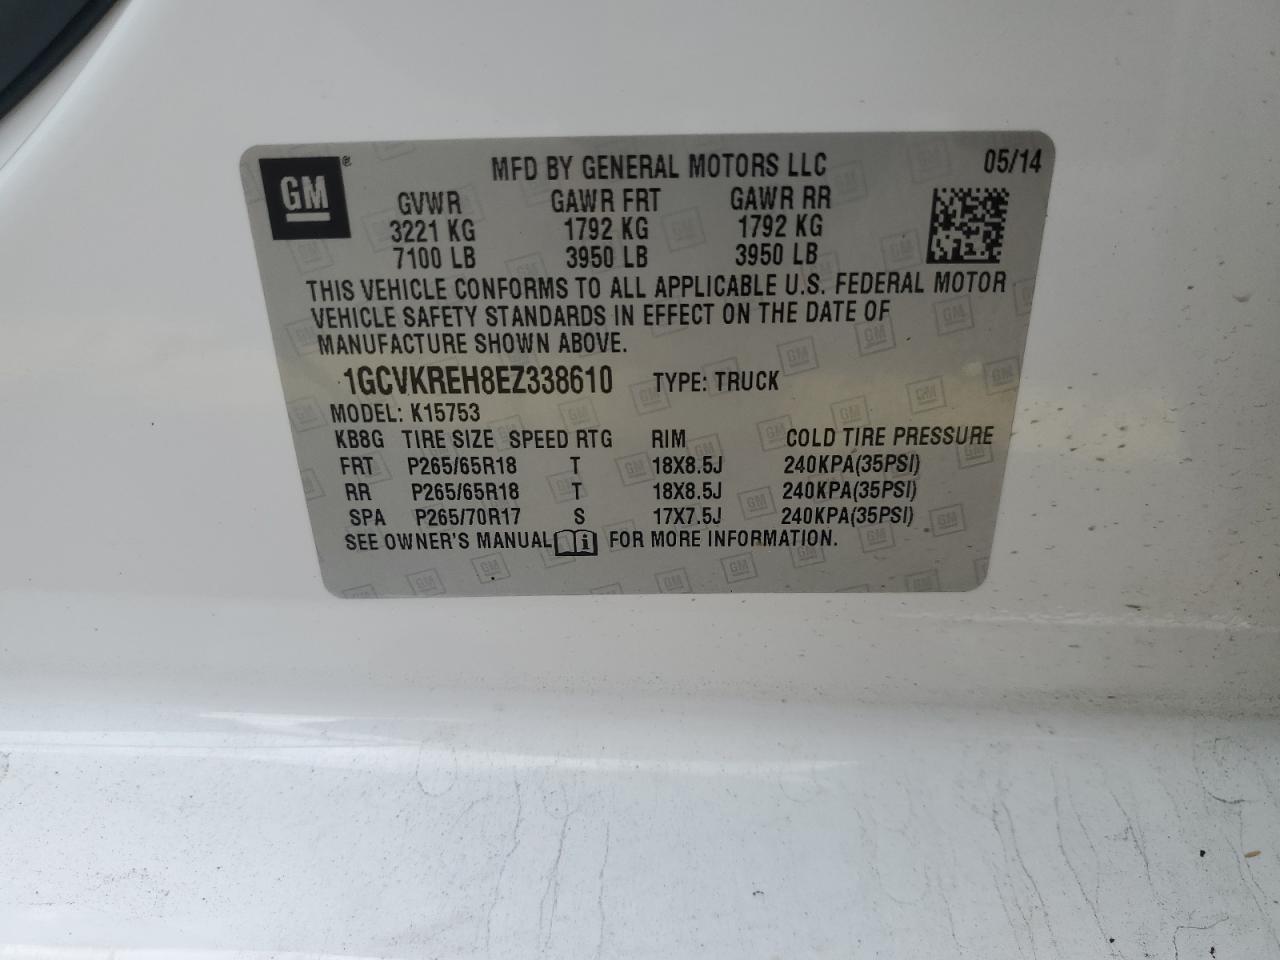 GM ®
MFD BY GENERAL MOTORS LLC 05/14
GVWR GAWR FRT GAWR RR
3221 KG 1792 KG 1792 KG
7100 LB 3950 LB 3950 LB
THIS VEHICLE CONFORMS TO ALL APPLICABLE U.S. FEDERAL MOTOR
VEHICLE SAFETY STANDARDS IN EFFECT ON THE DATE OF
MANUFACTURE SHOWN ABOVE.
1GCVKREH8EZ338610 TYPE: TRUCK
MODEL: K15753
KB8G TIRE SIZE SPEED RTG RIM COLD TIRE PRESSURE
FRT P265/65R18 T 18X8.5J 240KPA(35PSI)
RR P265/65R18 T 18X8.5J 240KPA(35PSI)
SPA P265/70R17 S 17X7.5J 240KPA(35PSI)
SEE OWNER'S MANUAL i FOR MORE INFORMATION.